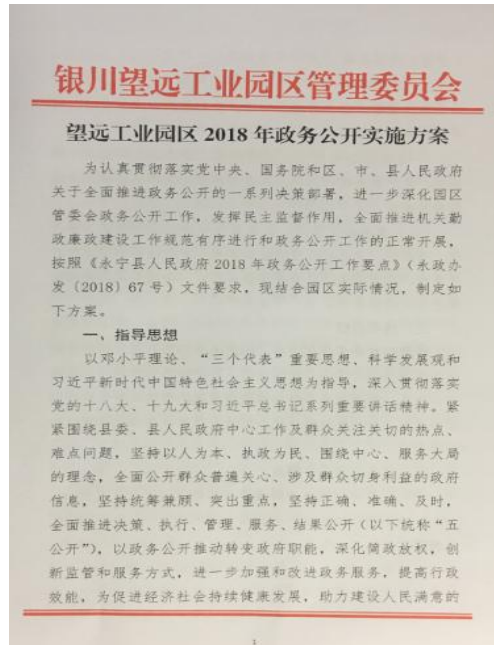 银川望远工业园区管理委员会
望远工业园区 2018 年政务公开实施方案
为认真贯彻落实党中央、国务院和区、市、县人民政府
关于全面推进政务公开的一系列决策部署，进一步深化园区
管委会政务公开工作，发挥民主监督作用，全面推进机关勤
政廉政建设工作规范有序进行和政务公开工作的正常开展，
按照《永宁县人民政府 2018 年政务公开工作要点》（永政办
发〔2018〕67 号）文件要求，现结合园区实际情况，制定如
下方案。
一、指导思想
以邓小平理论、“三个代表”重要思想、科学发展观和
习近平新时代中国特色社会主义思想为指导，深入贯彻落实
党的十八大、十九大和习近平总书记系列重要讲话精神。紧
紧围绕县委、县人民政府中心工作及群众关注关切的热点、
难点问题，坚持以人为本、执政为民、围绕中心、服务大局
的理念，全面公开群众普遍关心、涉及群众切身利益的政府
信息，坚持统筹兼顾、突出重点，坚持正确、准确、及时，
全面推进决策、执行、管理、服务、结果公开（以下统称“五
公开”），以政务公开推动转变政府职能，深化简政放权，创
新监管和服务方式，进一步加强和改进政务服务，提高行政
效能，为促进经济社会持续健康发展，助力建设人民满意的
1